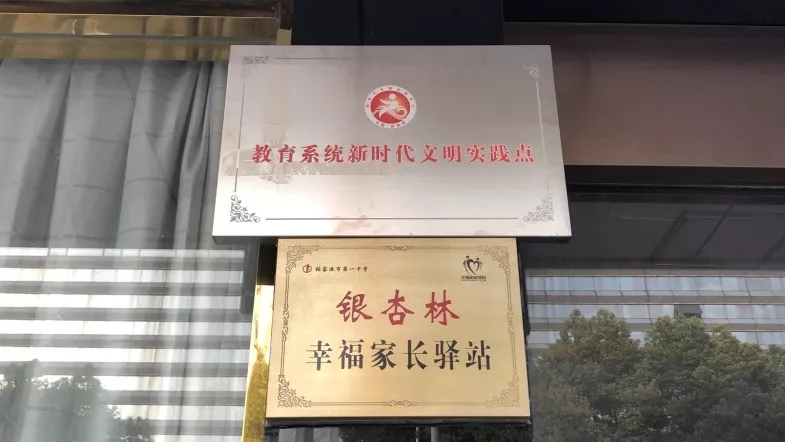 教育系统新时代文明实践点
张家港市第一中学
银杏林
幸福家长驿站